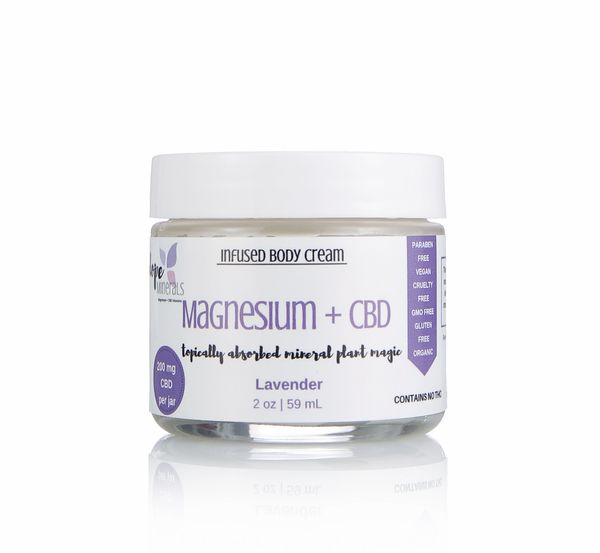 INFUSED BODY CREAM
MINERALS
MAGNESIUM + CBD
topically absorbed mineral plant magic
200 mg
CBD
per jar
Lavender
2 oz | 59 mL
PARABEN
FREE
VEGAN
CRUELTY
FREE
GMO FREE
GLUTEN
FREE
ORGANIC
CONTAINS NO THC